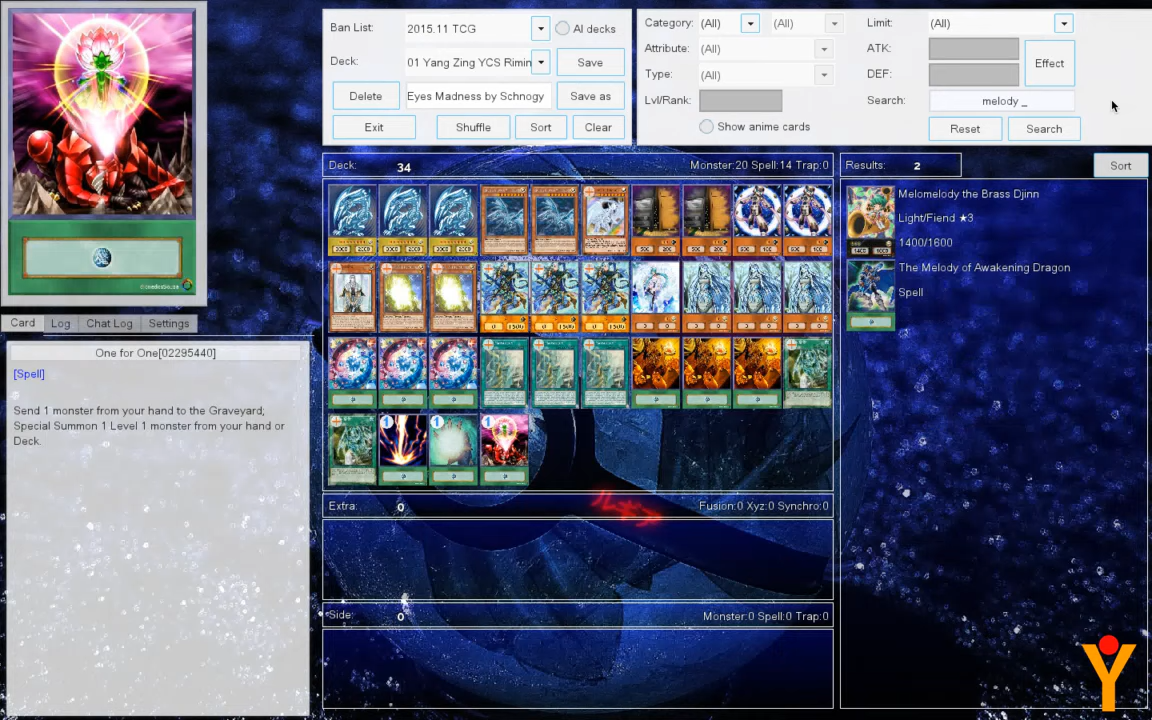 Ban List: 2015.11 TCG AI decks
Deck: 01 Yang Zing YCS Rimin Save
Delete Eyes Madness by Schnogy Save as
Exit Shuffle Sort Clear
Category: (All) (All) Limit: (All)
Attribute: (All) ATK:
Type: (All) DEF: Effect
Lvl/Rank: Search: melody _
Show anime cards Reset Search
Deck: 34 Monster:20 Spell:14 Trap:0
Results: 2 Sort
Melomelody the Brass Djinn
Light/Fiend ★3
1400/1600
The Melody of Awakening Dragon
Spell
Card Log Chat Log Settings
One for One[02295440]
[Spell]
Send 1 monster from your hand to the Graveyard;
Special Summon 1 Level 1 monster from your hand or
Deck.
Extra: 0 Fusion:0 Xyz:0 Synchro:0
Side: 0 Monster:0 Spell:0 Trap:0